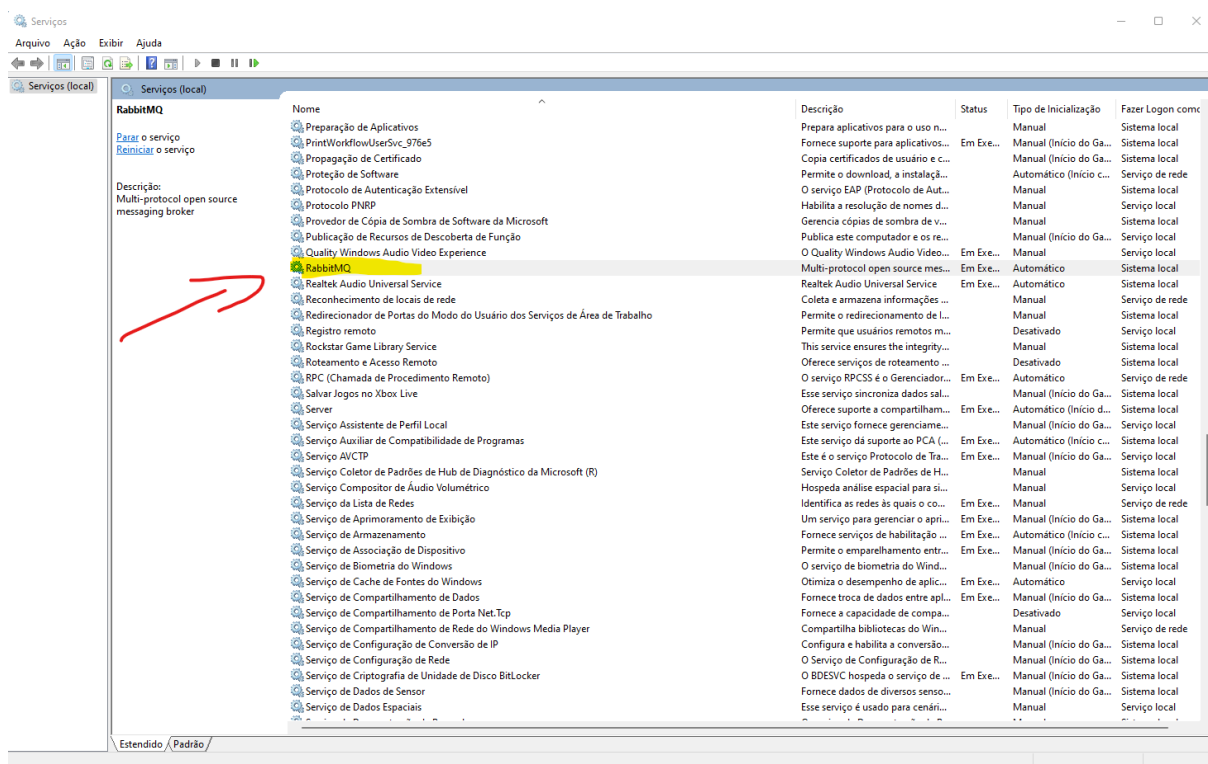 Serviços
Arquivo Ação Exibir Ajuda
Serviços (local)
Serviços (local)
RabbitMQ
Parar o serviço
Reiniciar o serviço
Descrição:
Multi-protocol open source
messaging broker
Nome Descrição Status Tipo de Inicialização Fazer Logon como
Preparação de Aplicativos Prepara aplicativos para o uso n... Manual Sistema local
PrintWorkflowUserSvc_976e5 Fornece suporte para aplicativos... Em Exe... Manual (Início do Ga... Sistema local
Propagação de Certificado Copia certificados de usuário e c... Manual (Início do Ga... Sistema local
Proteção de Software Permite o download, a instalaçã... Automático (Início c... Serviço de rede
Protocolo de Autenticação Extensível O serviço EAP (Protocolo de Aut... Manual Sistema local
Protocolo PNRP Habilita a resolução de nomes d... Manual Serviço local
Provedor de Cópia de Sombra de Software da Microsoft Gerencia cópias de sombra de v... Manual Sistema local
Publicação de Recursos de Descoberta de Função Publica este computador e os re... Manual (Início do Ga... Serviço local
Quality Windows Audio Video Experience O Quality Windows Audio Video... Em Exe... Manual Serviço local
RabbitMQ Multi-protocol open source mes... Em Exe... Automático Sistema local
Realtek Audio Universal Service Realtek Audio Universal Service Em Exe... Automático Sistema local
Reconhecimento de locais de rede Coleta e armazena informações ... Manual Serviço de rede
Redirecionador de Portas do Modo do Usuário dos Serviços de Área de Trabalho Permite o redirecionamento de I... Manual Sistema local
Registro remoto Permite que usuários remotos m... Desativado Serviço local
Rockstar Game Library Service This service ensures the integrity... Manual Sistema local
Roteamento e Acesso Remoto Oferece serviços de roteamento ... Desativado Sistema local
RPC (Chamada de Procedimento Remoto) O serviço RPCSS é o Gerenciador... Em Exe... Automático Serviço de rede
Salvar Jogos no Xbox Live Esse serviço sincroniza dados sal... Manual (Início do Ga... Sistema local
Server Oferece suporte a compartilham... Em Exe... Automático (Início d... Sistema local
Serviço Assistente de Perfil Local Este serviço fornece gerenciame... Manual (Início do Ga... Serviço local
Serviço Auxiliar de Compatibilidade de Programas Este serviço dá suporte ao PCA (... Em Exe... Automático (Início c... Sistema local
Serviço AVCTP Este é o serviço Protocolo de Tra... Em Exe... Manual (Início do Ga... Serviço local
Serviço Coletor de Padrões de Hub de Diagnóstico da Microsoft (R) Serviço Coletor de Padrões de H... Manual Sistema local
Serviço Compositor de Áudio Volumétrico Hospeda análise espacial para si... Manual Serviço local
Serviço da Lista de Redes Identifica as redes às quais o co... Em Exe... Manual Serviço de rede
Serviço de Aprimoramento de Exibição Um serviço para gerenciar o apri... Em Exe... Manual (Início do Ga... Sistema local
Serviço de Armazenamento Fornece serviços de habilitação ... Em Exe... Automático (Início c... Sistema local
Serviço de Associação de Dispositivo Permite o emparelhamento entr... Em Exe... Manual (Início do Ga... Sistema local
Serviço de Biometria do Windows O serviço de biometria do Wind... Manual (Início do Ga... Sistema local
Serviço de Cache de Fontes do Windows Otimiza o desempenho de aplic... Em Exe... Automático Serviço local
Serviço de Compartilhamento de Dados Fornece troca de dados entre apl... Em Exe... Manual (Início do Ga... Sistema local
Serviço de Compartilhamento de Porta Net.Tcp Fornece a capacidade de compa... Desativado Serviço local
Serviço de Compartilhamento de Rede do Windows Media Player Compartilha bibliotecas do Win... Manual Serviço de rede
Serviço de Configuração de Conversão de IP Configura e habilita a conversão... Manual (Início do Ga... Sistema local
Serviço de Configuração de Rede O Serviço de Configuração de R... Manual (Início do Ga... Sistema local
Serviço de Criptografia de Unidade de Disco BitLocker O BDESVC hospeda o serviço de ... Em Exe... Manual (Início do Ga... Sistema local
Serviço de Dados de Sensor Fornece dados de diversos senso... Manual (Início do Ga... Sistema local
Serviço de Dados Espaciais Esse serviço é usado para cenári... Manual Serviço local
Estendido Padrão